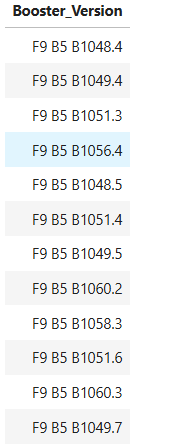 Booster_Version
F9 B5 B1048.4
F9 B5 B1049.4
F9 B5 B1051.3
F9 B5 B1056.4
F9 B5 B1048.5
F9 B5 B1051.4
F9 B5 B1049.5
F9 B5 B1060.2
F9 B5 B1058.3
F9 B5 B1051.6
F9 B5 B1060.3
F9 B5 B1049.7